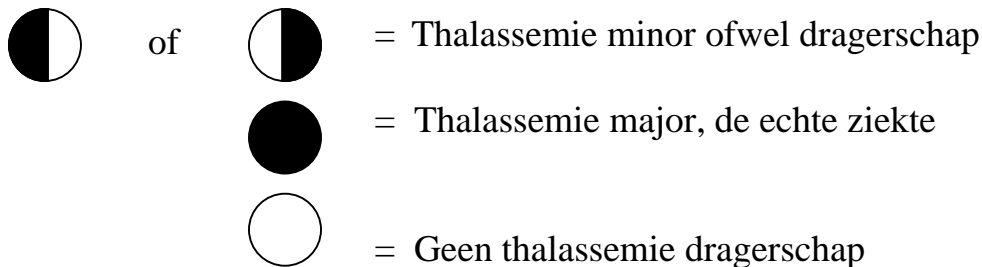 of = Thalassemie minor ofwel dragerschap
= Thalassemie major, de echte ziekte
= Geen thalassemie dragerschap